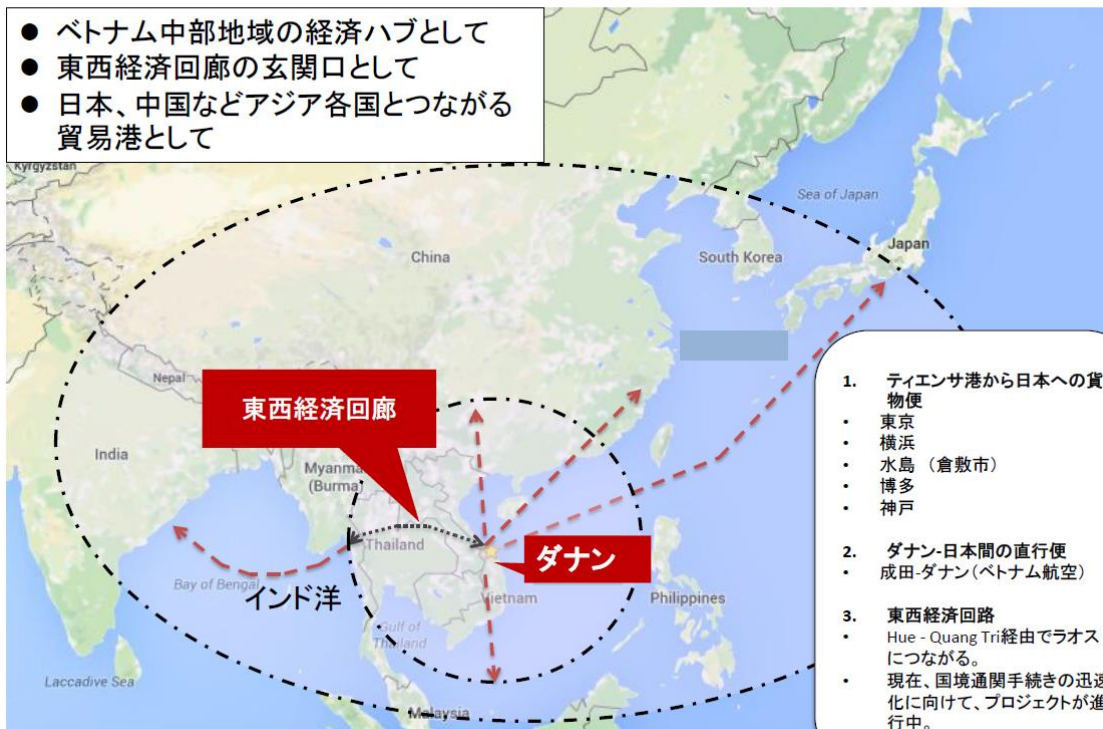 ● ベトナム中部地域の経済ハブとして
● 東西経済回廊の玄関口として
● 日本、中国などアジア各国とつながる
貿易港として
Kyrgyzstan
Sea of Japan
Japan
China
South Korea
Nepal
東西経済回廊
India
Myanma
(Burma)
Thailand
ダナン
Bay of Bengal
インド洋
Vietnam
Philippines
Gulf of
Thailand
Laccadive Sea
Malaysia
1. ティエンサ港から日本への貨
物便
• 東京
• 横浜
• 水島 (倉敷市)
• 博多
• 神戸
2. ダナン-日本間の直行便
• 成田-ダナン(ベトナム航空)
3. 東西経済回路
• Hue - Quang Tri経由でラオス
につながる。
• 現在、国境通関手続きの迅速
化に向けて、プロジェクトが進
行中。